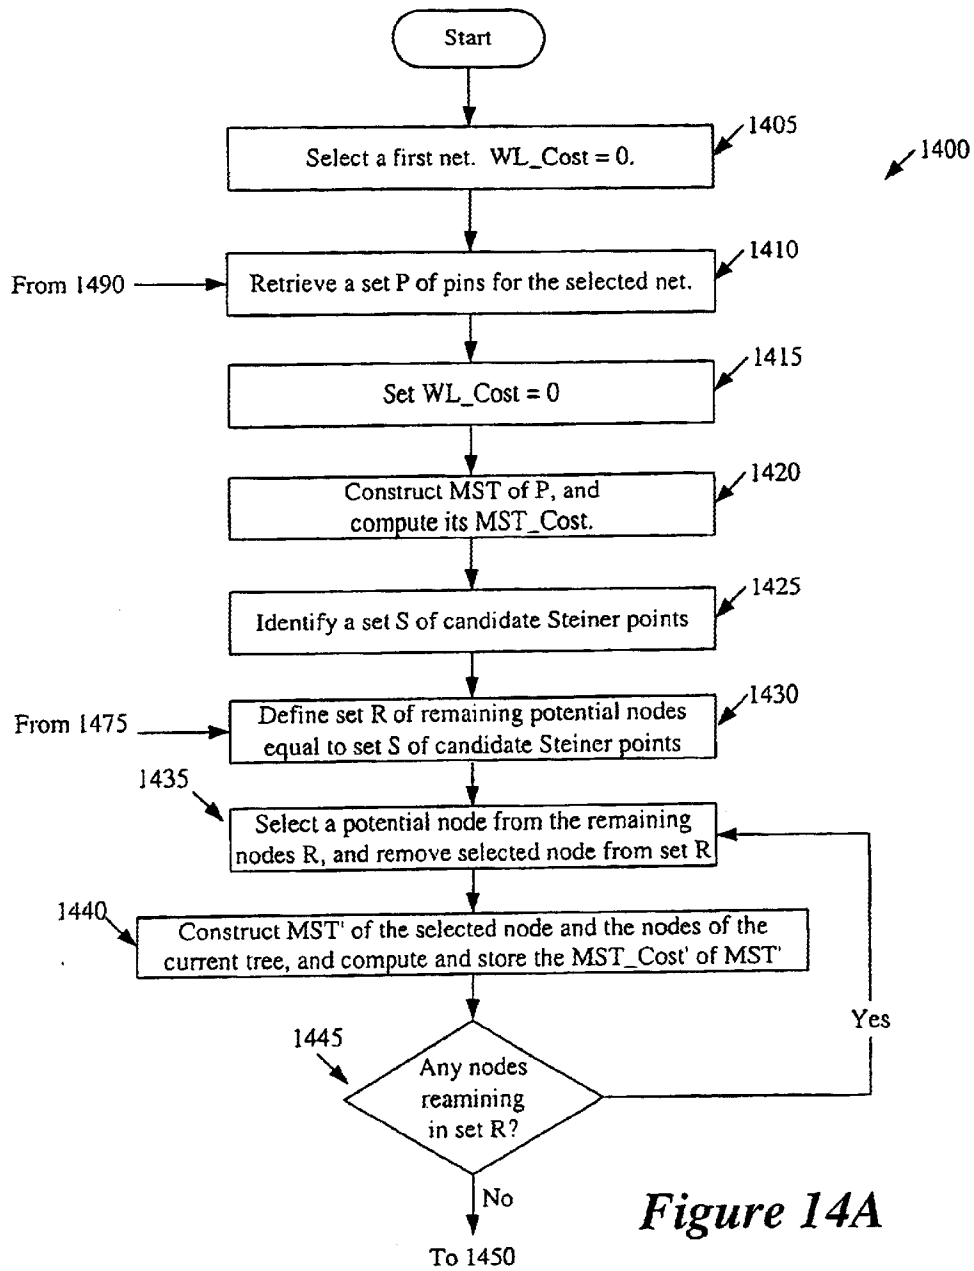 Start
1405
Select a first net. WL_Cost = 0.
1400
1410
From 1490
Retrieve a set P of pins for the selected net.
1415
Set WL_Cost = 0
1420
Construct MST of P, and
compute its MST_Cost.
1425
Identify a set S of candidate Steiner points
1430
From 1475
Define set R of remaining potential nodes
equal to set S of candidate Steiner points
1435
Select a potential node from the remaining
nodes R, and remove selected node from set R
1440
Construct MST' of the selected node and the nodes of the
current tree, and compute and store the MST_Cost' of MST'
Yes
1445
Any nodes
reamining
in set R?
No
Figure 14A
To 1450